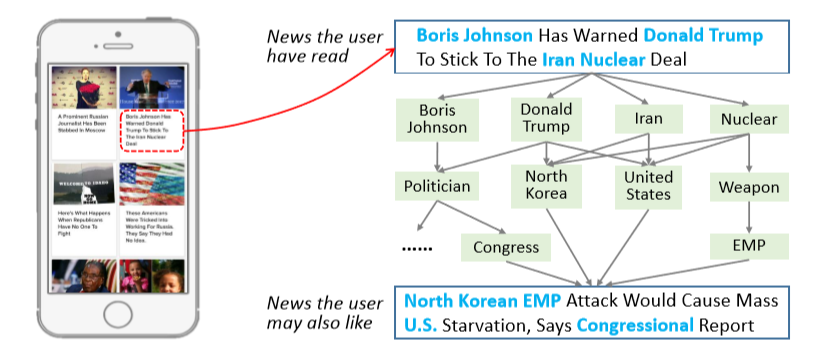 News the user
have read
Boris Johnson Has Warned Donald Trump
To Stick To The Iran Nuclear Deal
A Prominent Russian
Journalist Has Been
Stabbed In Moscow
Boris Johnson Has
Warned Donald
Trump To Stick To
The Iran Nuclear
Deal
WELCOME TO
Here's What Happens
When Republicans
Have No One To
Fight
These Americans
Were Tricked Into
Working For Russia.
They Say They Had
No Idea.
Boris
Johnson
Donald
Trump
Iran
Nuclear
Politician
North
Korea
United
States
Weapon
......
Congress
EMP
News the user
may also like
North Korean EMP Attack Would Cause Mass
U.S. Starvation, Says Congressional Report